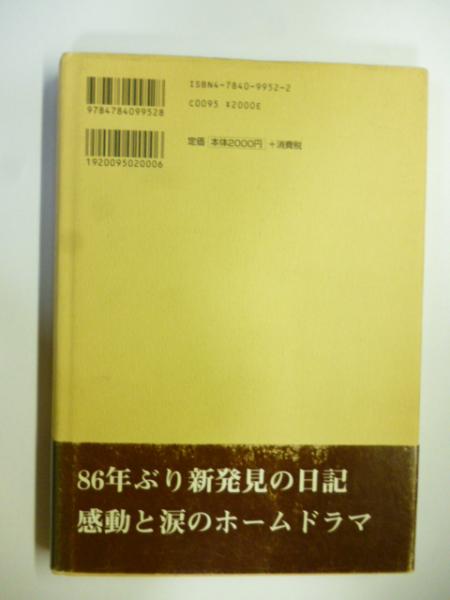 9784784099528
1920095020006
ISBN4-7840-9952-2
C0095 ¥2000E
定価 本体2000円 +消費税
86年ぶり新発見の日記
感動と涙のホームドラマ